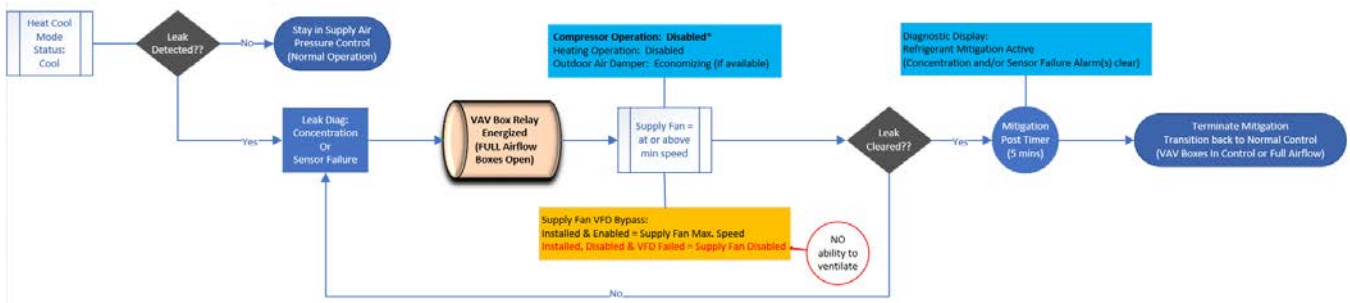 Heat Cool
Mode
Status:
Cool
Leak
Detected??
No
Stay in Supply Air
Pressure Control
(Normal Operation)
Yes
Leak Diag:
Concentration
Or
Sensor Failure
VAV Box Relay
Energized
(FULL Airflow
Boxes Open)
Compressor Operation: Disabled*
Heating Operation: Disabled
Outdoor Air Damper: Economizing (if available)
Supply Fan =
at or above
min speed
Supply Fan VFD Bypass:
Installed & Enabled = Supply Fan Max. Speed
Installed, Disabled & VFD Failed = Supply Fan Disabled
NO
ability to
ventilate
Leak
Cleared??
Yes
No
Diagnostic Display:
Refrigerant Mitigation Active
(Concentration and/or Sensor Failure Alarm(s) clear)
Mitigation
Post Timer
(5 mins)
Terminate Mitigation
Transition back to Normal Control
(VAV Boxes In Control or Full Airflow)